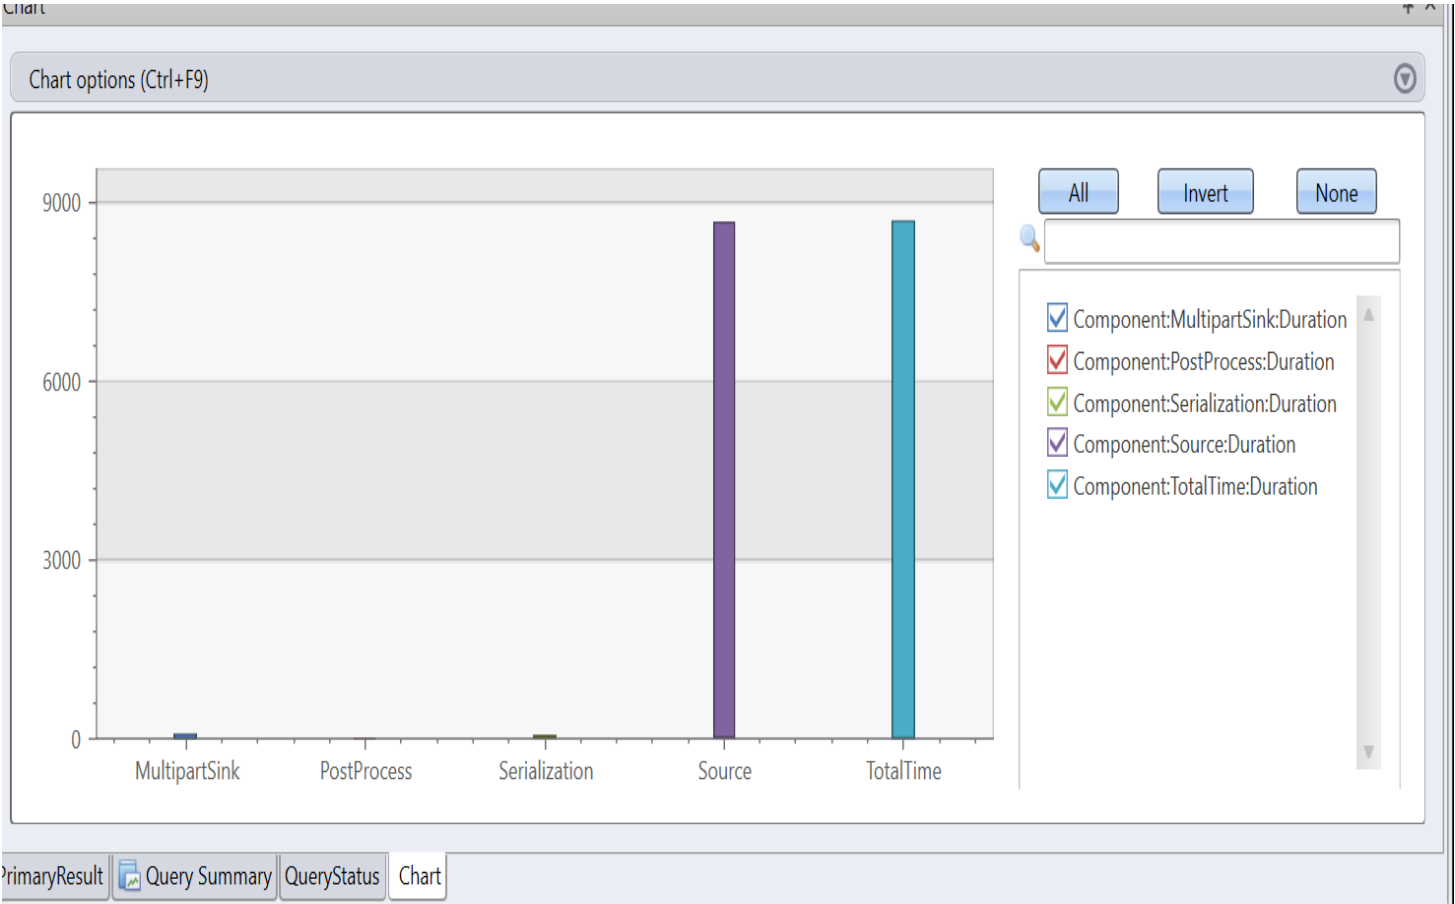 Chart
Chart options (Ctrl+F9)
9000
6000
3000
0
MultipartSink
PostProcess
Serialization
Source
TotalTime
All
Invert
None
Component:MultipartSink:Duration
Component:PostProcess:Duration
Component:Serialization:Duration
Component:Source:Duration
Component:TotalTime:Duration
PrimaryResult
Query Summary
QueryStatus
Chart